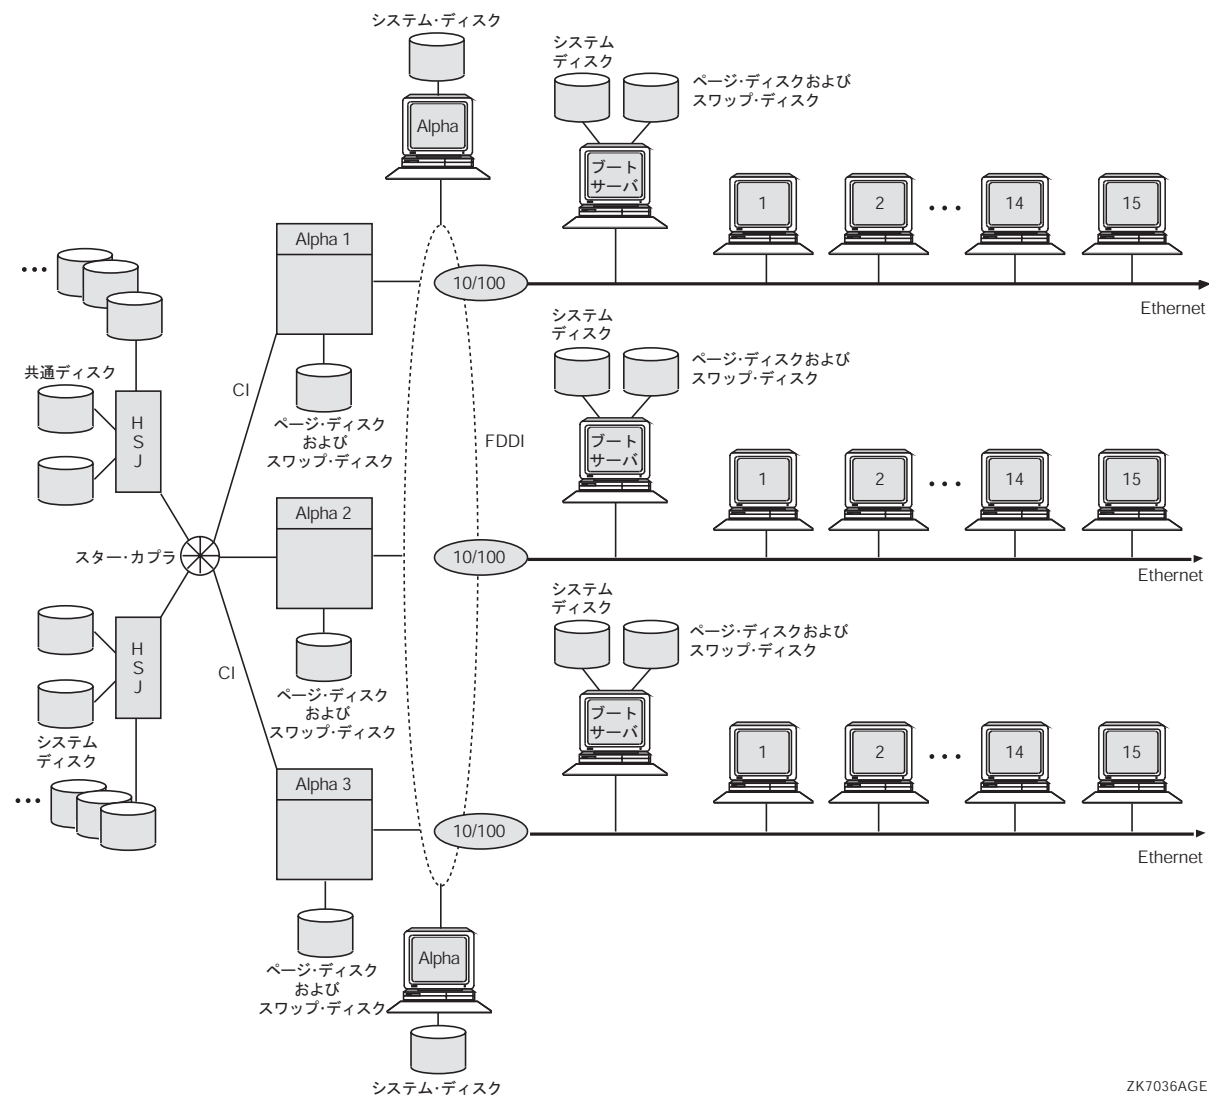 システム・ディスク
Alpha
システム
ディスク
ページ・ディスクおよび
スワップ・ディスク
ブート
サーバ
1
2
• • •
14
15
Alpha 1
10/100
Ethernet
• • •
共通ディスク
H
S
J
CI
ページ・ディスク
および
スワップ・ディスク
FDDI
システム
ディスク
ページ・ディスクおよび
スワップ・ディスク
ブート
サーバ
1
2
• • •
14
15
Alpha 2
10/100
Ethernet
スター・カプラ
ページ・ディスク
および
スワップ・ディスク
H
S
J
CI
システム
ディスク
• • •
システム
ディスク
ページ・ディスクおよび
スワップ・ディスク
ブート
サーバ
1
2
• • •
14
15
Alpha 3
10/100
Ethernet
ページ・ディスク
および
スワップ・ディスク
Alpha
システム・ディスク
ZK7036AGE